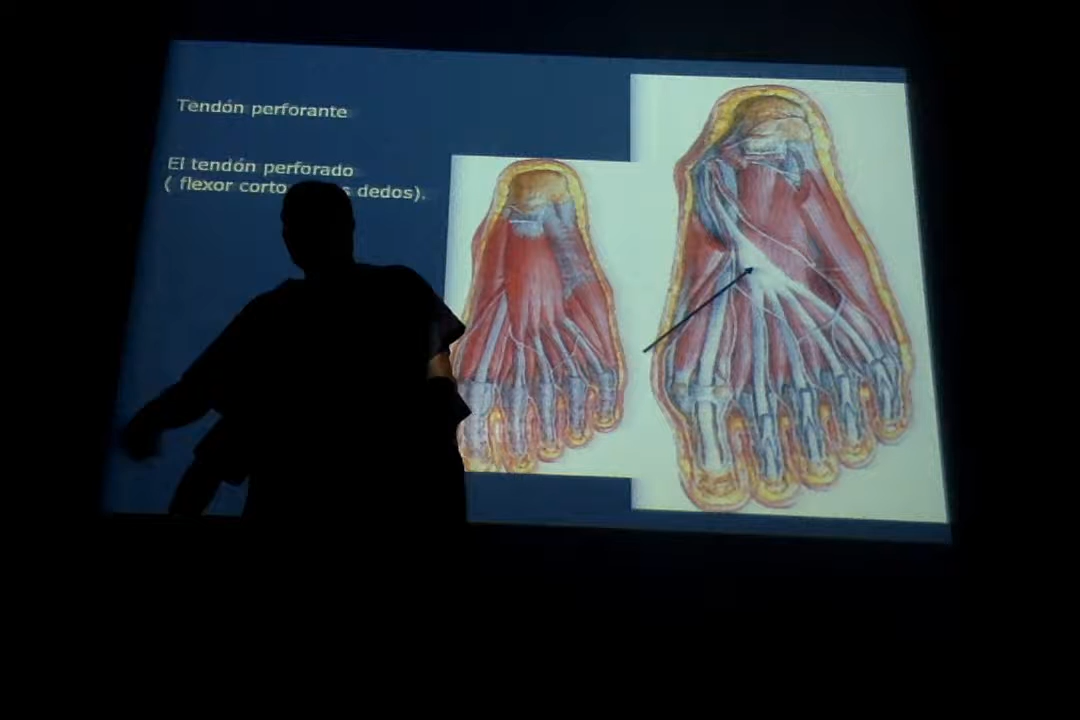 Tendón perforante
El tendón perforado
( flexor corto s dedos).